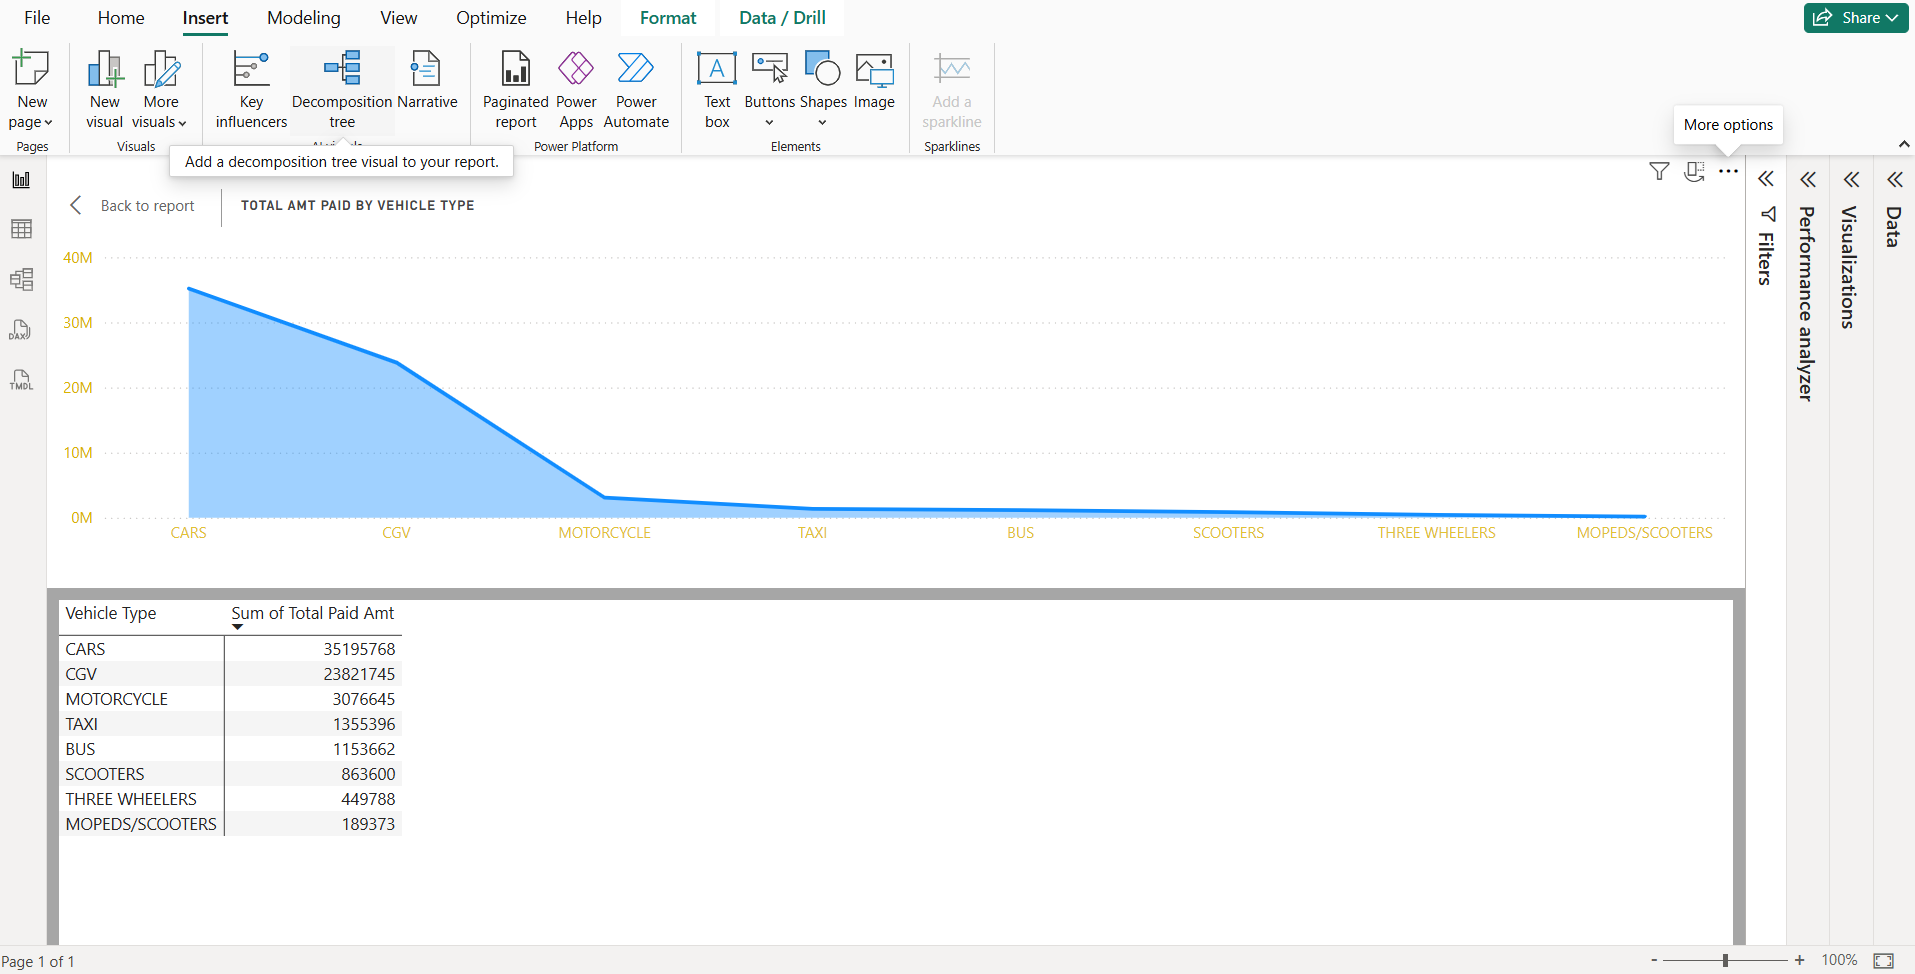 File Home Insert Modeling View Optimize Help Format Data / Drill Share
New page
New visual
More visuals
Key influencers
Decomposition tree
Narrative
Paginated report
Power Apps
Power Automate
Text box
Buttons
Shapes
Image
Add a sparkline
More options
Pages Visuals Power Platform Elements Sparklines
Add a decomposition tree visual to your report.
Back to report
TOTAL AMT PAID BY VEHICLE TYPE
40M
30M
20M
10M
0M
CARS CGV MOTORCYCLE TAXI BUS SCOOTERS THREE WHEELERS MOPEDS/SCOOTERS
Filters
Performance analyzer
Visualizations
Data
DAX
TMDL
Vehicle Type Sum of Total Paid Amt
CARS 35195768
CGV 23821745
MOTORCYCLE 3076645
TAXI 1355396
BUS 1153662
SCOOTERS 863600
THREE WHEELERS 449788
MOPEDS/SCOOTERS 189373
Page 1 of 1
- + 100%